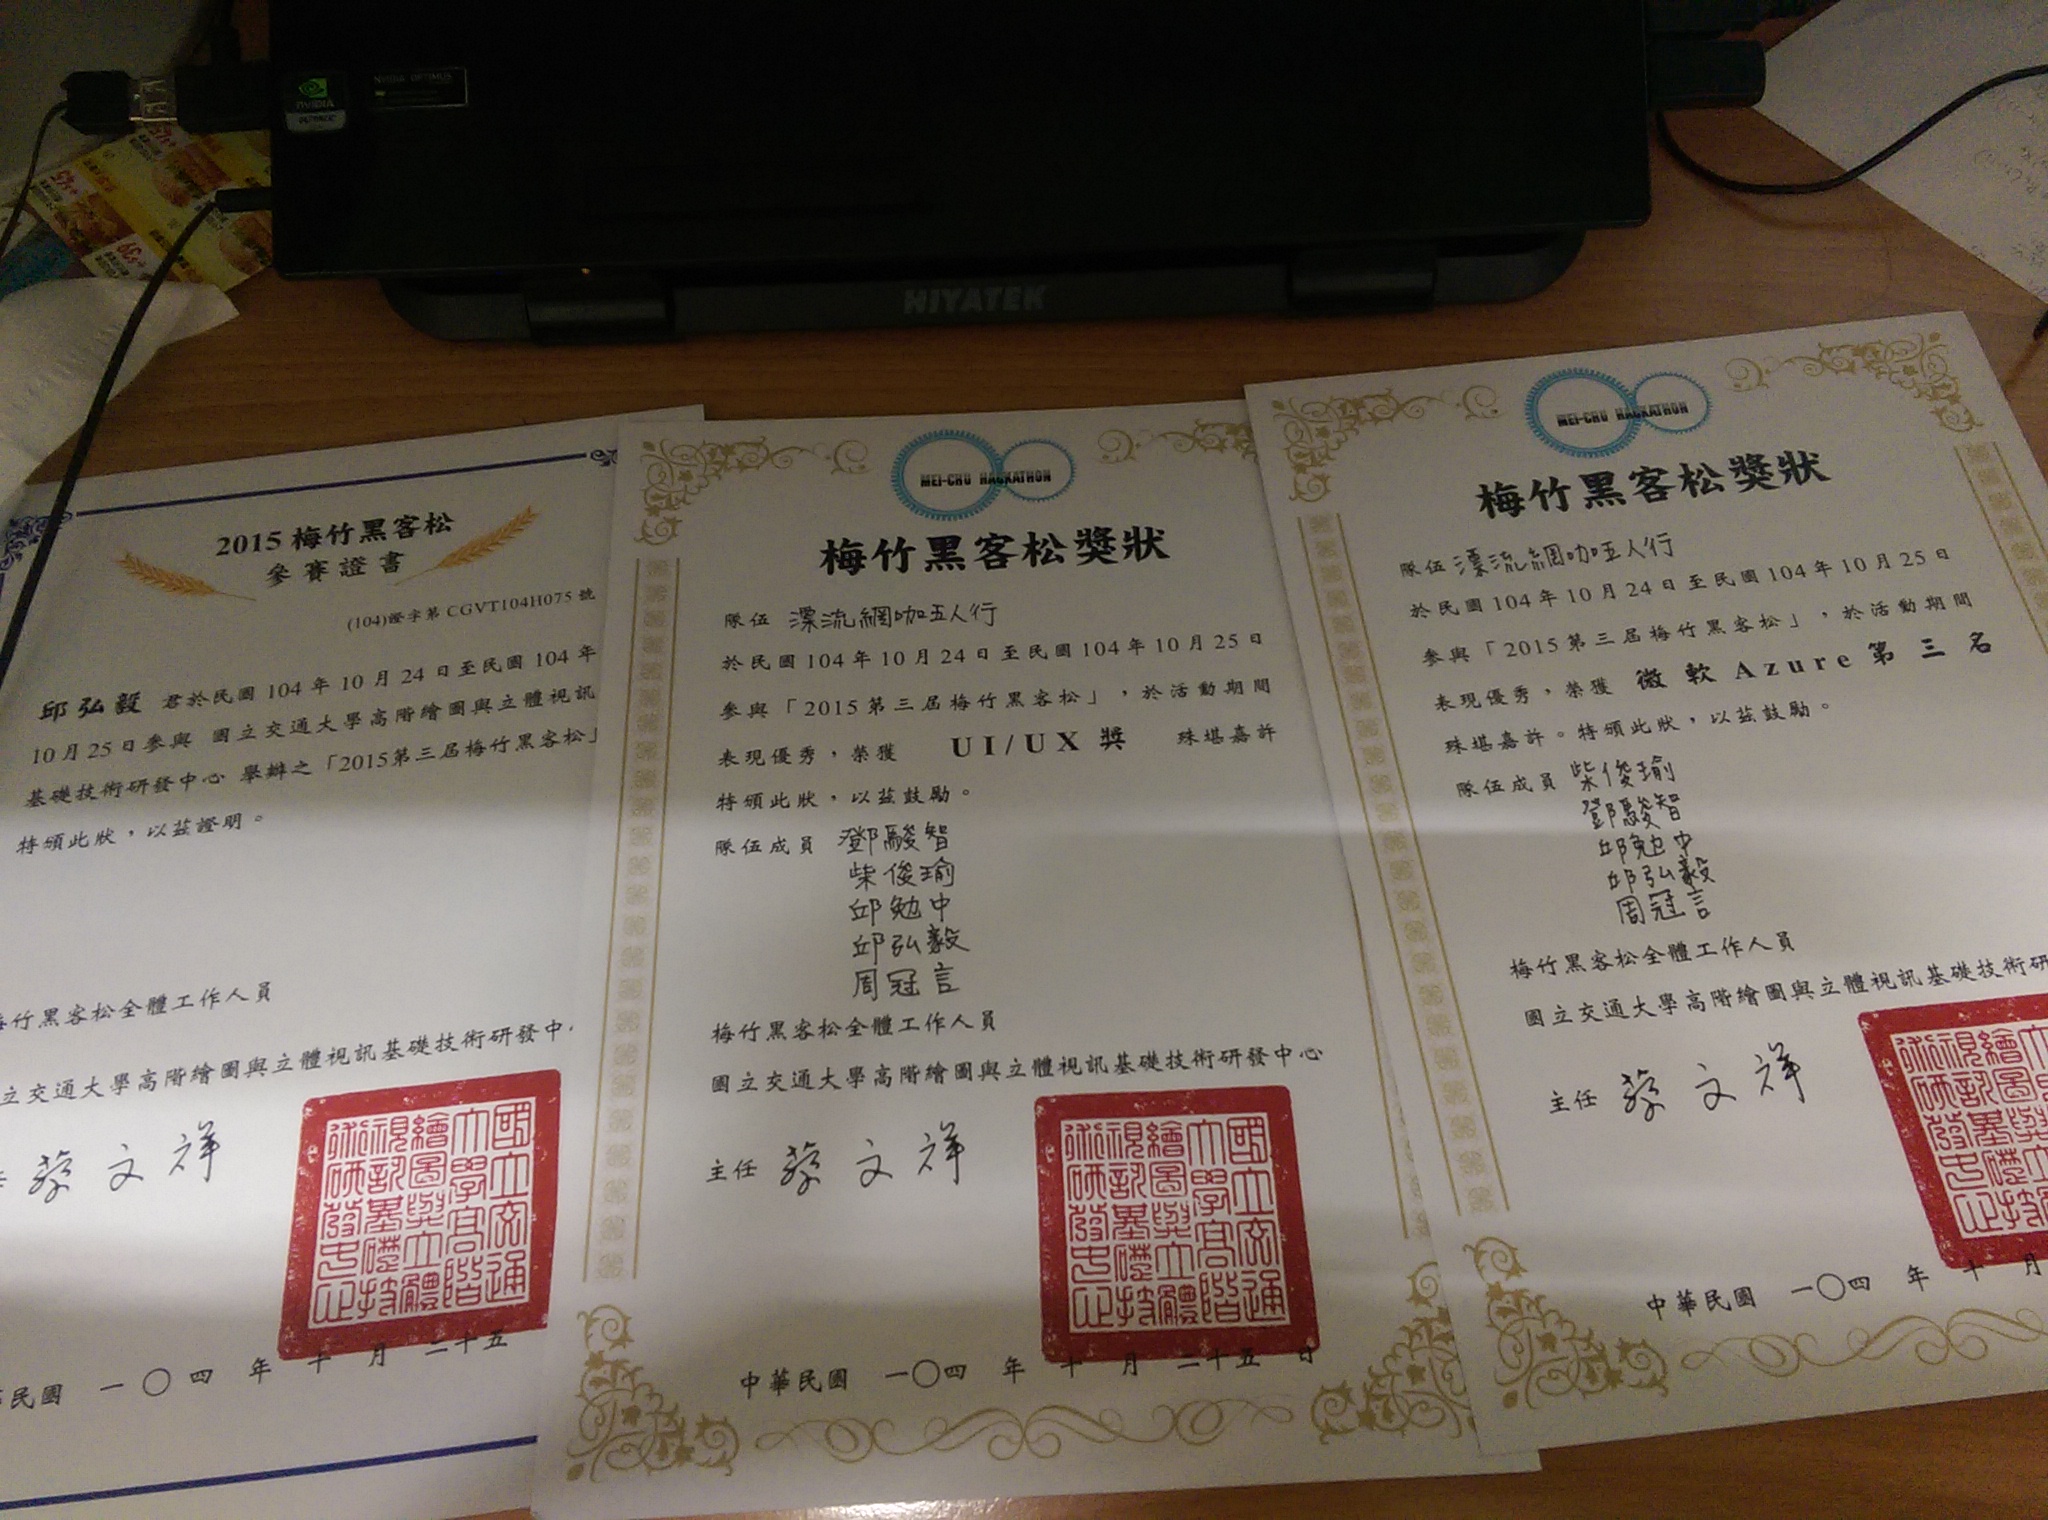 NVIDIA
NVIDIA OPTIMUS
HIYATEK
2015 梅竹黑客松
參賽證書
(104)證字第 CGVT104H075 號
邱弘毅 君於民國 104 年 10 月 24 日至民國 104 年
10 月 25 日參與 國立交通大學高階繪圖與立體視訊
基礎技術研發中心 舉辦之「2015第三屆梅竹黑客松」
特頒此狀,以茲證明。
梅竹黑客松全體工作人員
立交通大學高階繪圖與立體視訊基礎技術研發中
蔡文祥
國立交通大學高階繪圖與立體視訊基礎技術研發中心
民國 一〇四 年 十 月 二十五
MEI-CHU HACKATHON
梅竹黑客松獎狀
隊伍 漂流網咖五人行
於民國 104 年 10 月 24 日至民國 104 年 10 月 25 日
參與「2015 第三屆梅竹黑客松」,於活動期間
表現優秀,榮獲 UI/UX 獎 殊堪嘉許
特頒此狀,以茲鼓勵。
隊伍成員 鄧駿智
柴俊瑜
邱勉中
邱弘毅
周冠言
梅竹黑客松全體工作人員
國立交通大學高階繪圖與立體視訊基礎技術研發中心
主任 蔡文祥
國立交通大學高階繪圖與立體視訊基礎技術研發中心
中華民國 一〇四 年 十 月 二十五 日
MEI-CHU HACKATHON
梅竹黑客松獎狀
隊伍 漂流網咖五人行
於民國 104 年 10 月 24 日至民國 104 年 10 月 25 日
參與「2015 第三屆梅竹黑客松」,於活動期間
表現優秀,榮獲 微軟 Azure 第三名
殊堪嘉許。特頒此狀,以茲鼓勵。
隊伍成員 柴俊瑜
鄧駿智
邱勉中
邱弘毅
周冠言
梅竹黑客松全體工作人員
國立交通大學高階繪圖與立體視訊基礎技術研
主任 蔡文祥
中華民國 一〇四 年 十 月